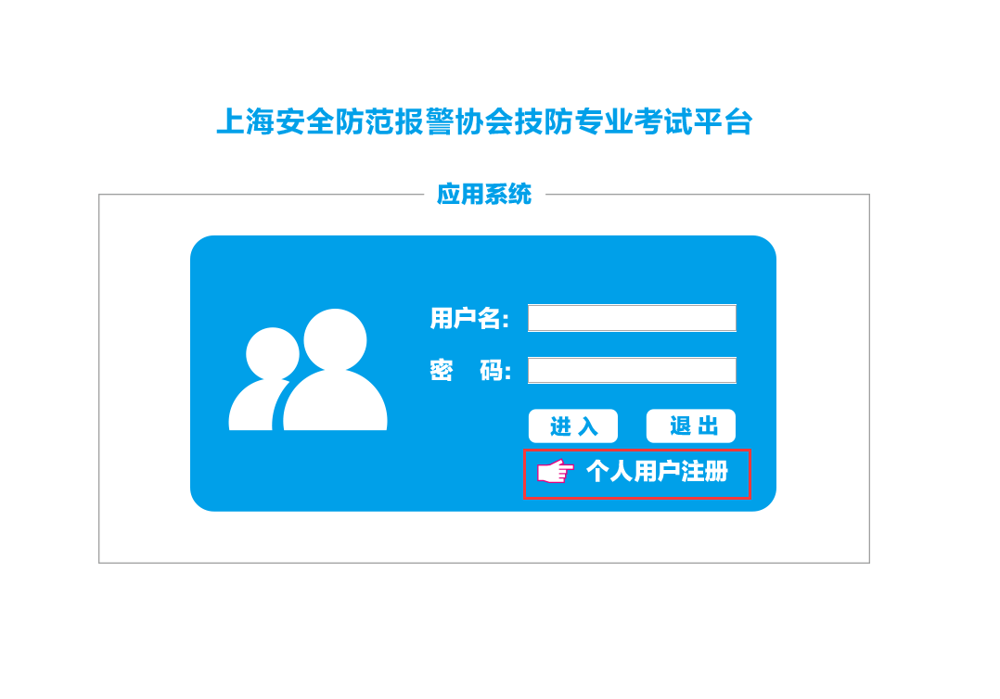 上海安全防范报警协会技防专业考试平台
应用系统
用户名:
密 码:
进 入 退 出
个人用户注册